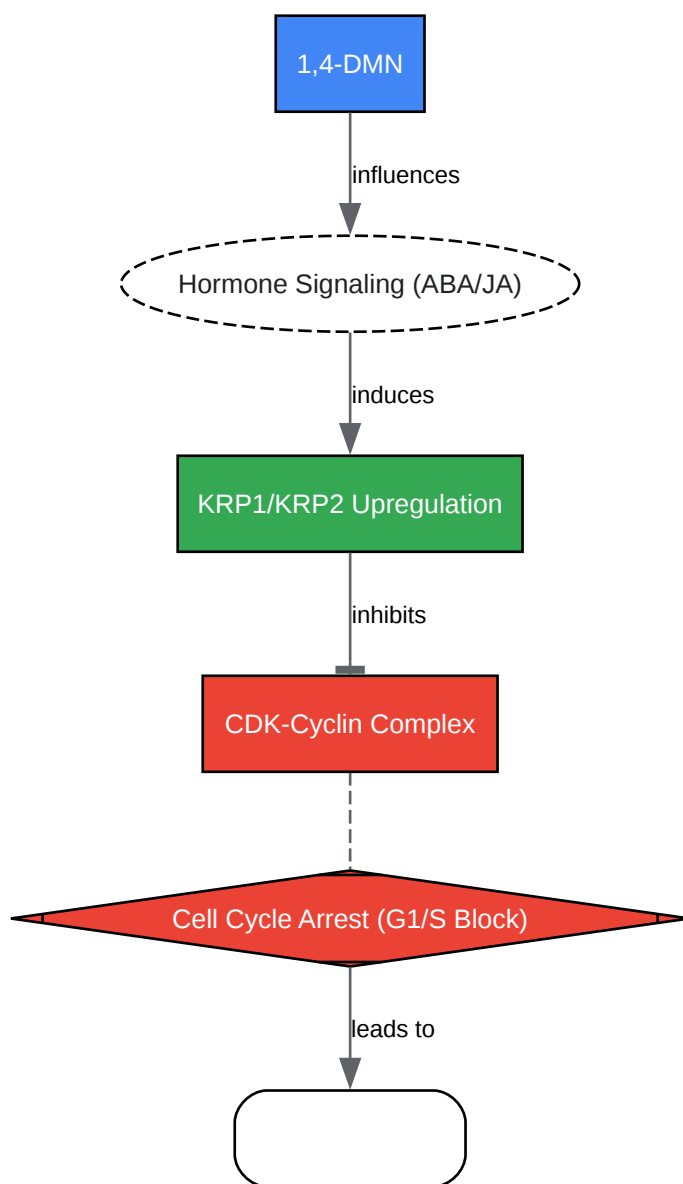 1,4-DMN
influences
Hormone Signaling (ABA/JA)
induces
KRP1/KRP2 Upregulation
inhibits
CDK-Cyclin Complex
Cell Cycle Arrest (G1/S Block)
leads to